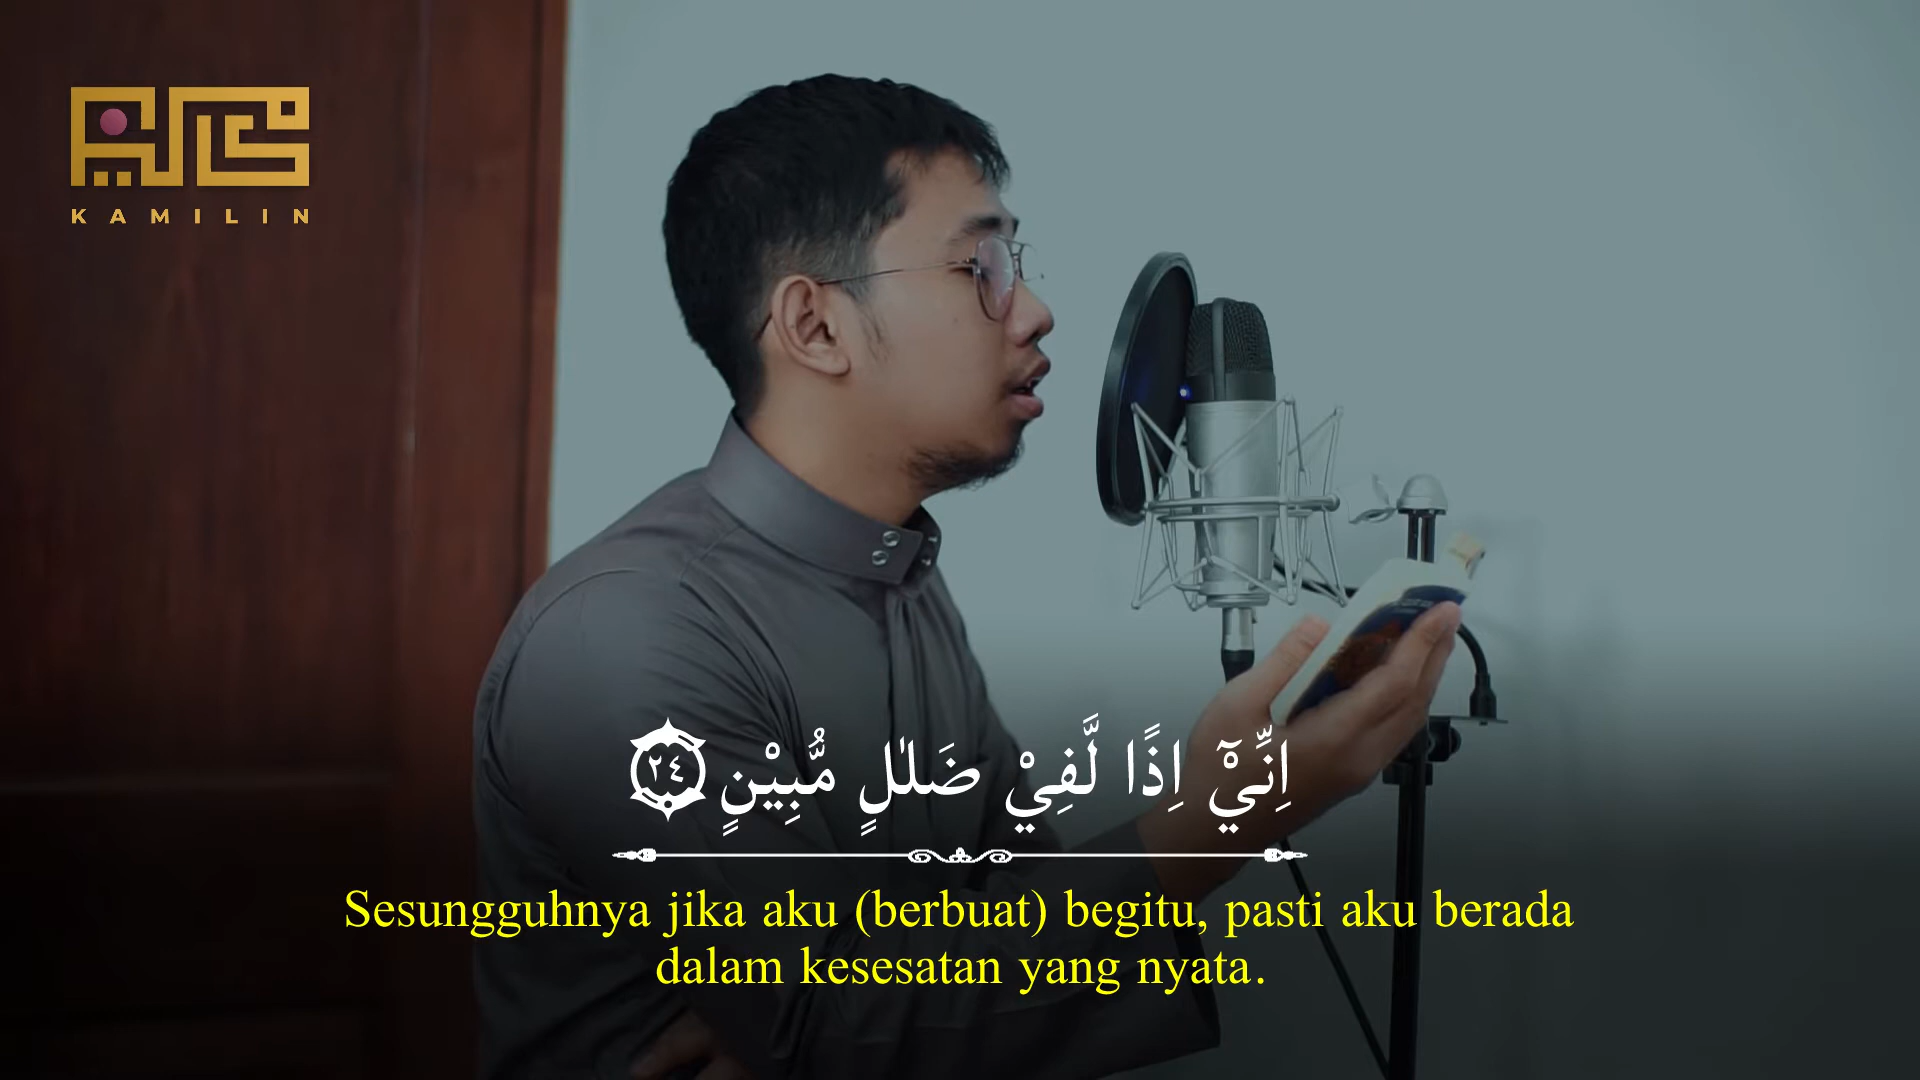 KAMILIN
اِنِّيْٓ اِذًا لَّفِيْ ضَلٰلٍ مُّبِيْنٍ ٢٤
Sesungguhnya jika aku (berbuat) begitu, pasti aku berada
dalam kesesatan yang nyata.